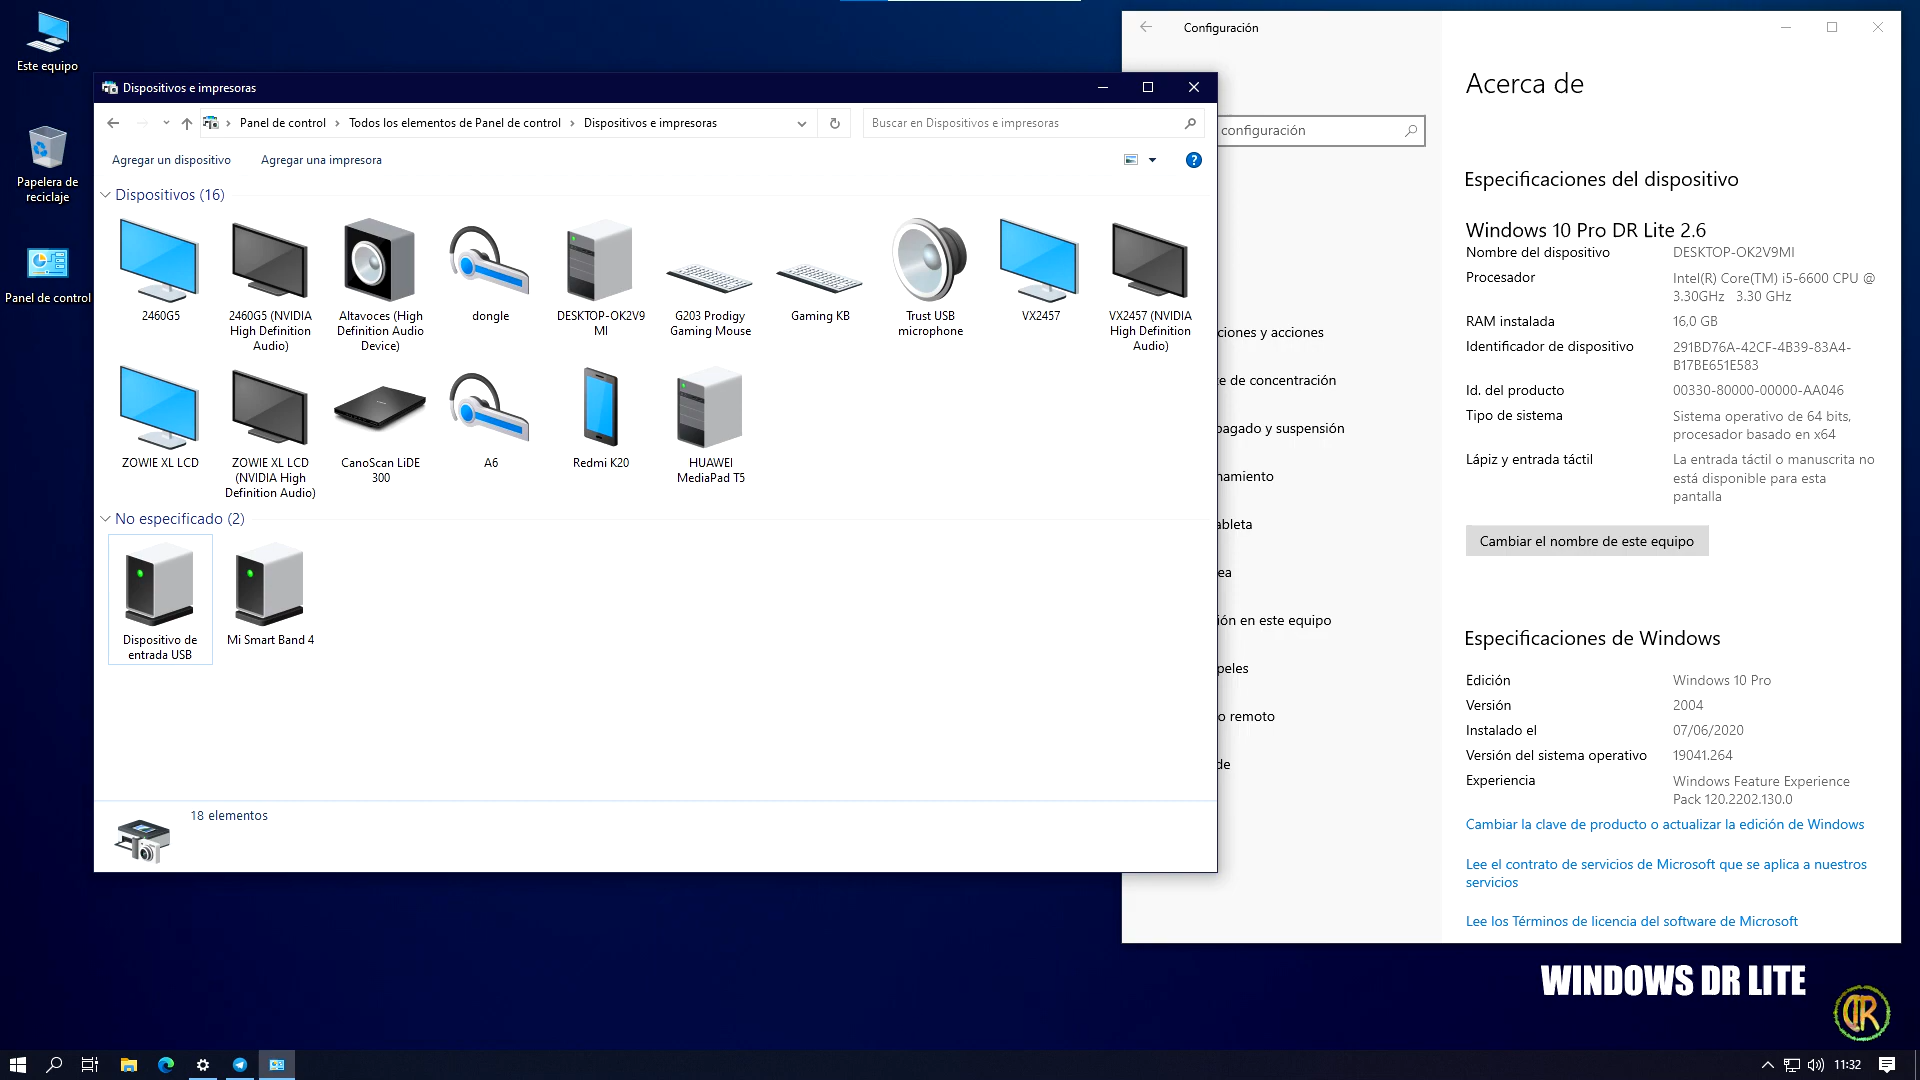 Este equipo
Papelera de
reciclaje
Panel de control
Dispositivos e impresoras
Panel de control
Todos los elementos de Panel de control
Dispositivos e impresoras
Buscar en Dispositivos e impresoras
Agregar un dispositivo
Agregar una impresora
Dispositivos (16)
2460G5
2460G5 (NVIDIA
High Definition
Audio)
Altavoces (High
Definition Audio
Device)
dongle
DESKTOP-OK2V9
MI
G203 Prodigy
Gaming Mouse
Gaming KB
Trust USB
microphone
VX2457
VX2457 (NVIDIA
High Definition
Audio)
ZOWIE XL LCD
ZOWIE XL LCD
(NVIDIA High
Definition Audio)
CanoScan LiDE
300
A6
Redmi K20
HUAWEI
MediaPad T5
No especificado (2)
Dispositivo de
entrada USB
Mi Smart Band 4
18 elementos
Configuración
configuración
ciones y acciones
e de concentración
pagado y suspensión
namiento
ableta
ea
ión en este equipo
peles
o remoto
de
Acerca de
Especificaciones del dispositivo
Windows 10 Pro DR Lite 2.6
Nombre del dispositivo DESKTOP-OK2V9MI
Procesador Intel(R) Core(TM) i5-6600 CPU @
3.30GHz 3.30 GHz
RAM instalada 16,0 GB
Identificador de dispositivo 291BD76A-42CF-4B39-83A4-
B17BE651E583
Id. del producto 00330-80000-00000-AA046
Tipo de sistema Sistema operativo de 64 bits,
procesador basado en x64
Lápiz y entrada táctil La entrada táctil o manuscrita no
está disponible para esta
pantalla
Cambiar el nombre de este equipo
Especificaciones de Windows
Edición Windows 10 Pro
Versión 2004
Instalado el 07/06/2020
Versión del sistema operativo 19041.264
Experiencia Windows Feature Experience
Pack 120.2202.130.0
Cambiar la clave de producto o actualizar la edición de Windows
Lee el contrato de servicios de Microsoft que se aplica a nuestros
servicios
Lee los Términos de licencia del software de Microsoft
WINDOWS DR LITE
DR
11:32